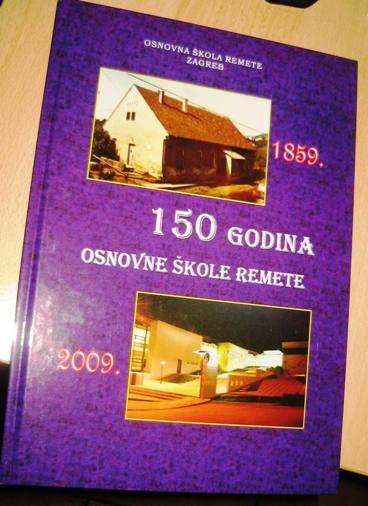 OSNOVNA ŠKOLA REMETE
ZAGREB
1859.
150 GODINA
OSNOVNE ŠKOLE REMETE
2009.